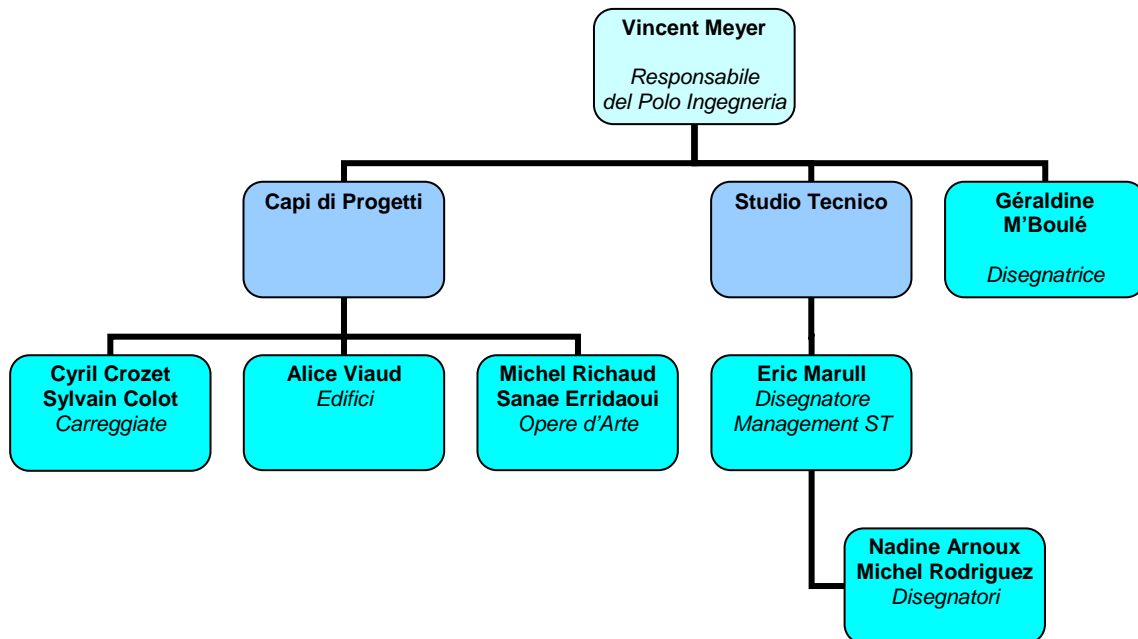 Vincent Meyer
Responsabile
del Polo Ingegneria
Capi di Progetti
Studio Tecnico
Géraldine
M’Boulé
Disegnatrice
Cyril Crozet
Sylvain Colot
Carreggiate
Alice Viaud
Edifici
Michel Richaud
Sanae Erridaoui
Opere d’Arte
Eric Marull
Disegnatore
Management ST
Nadine Arnoux
Michel Rodriguez
Disegnatori